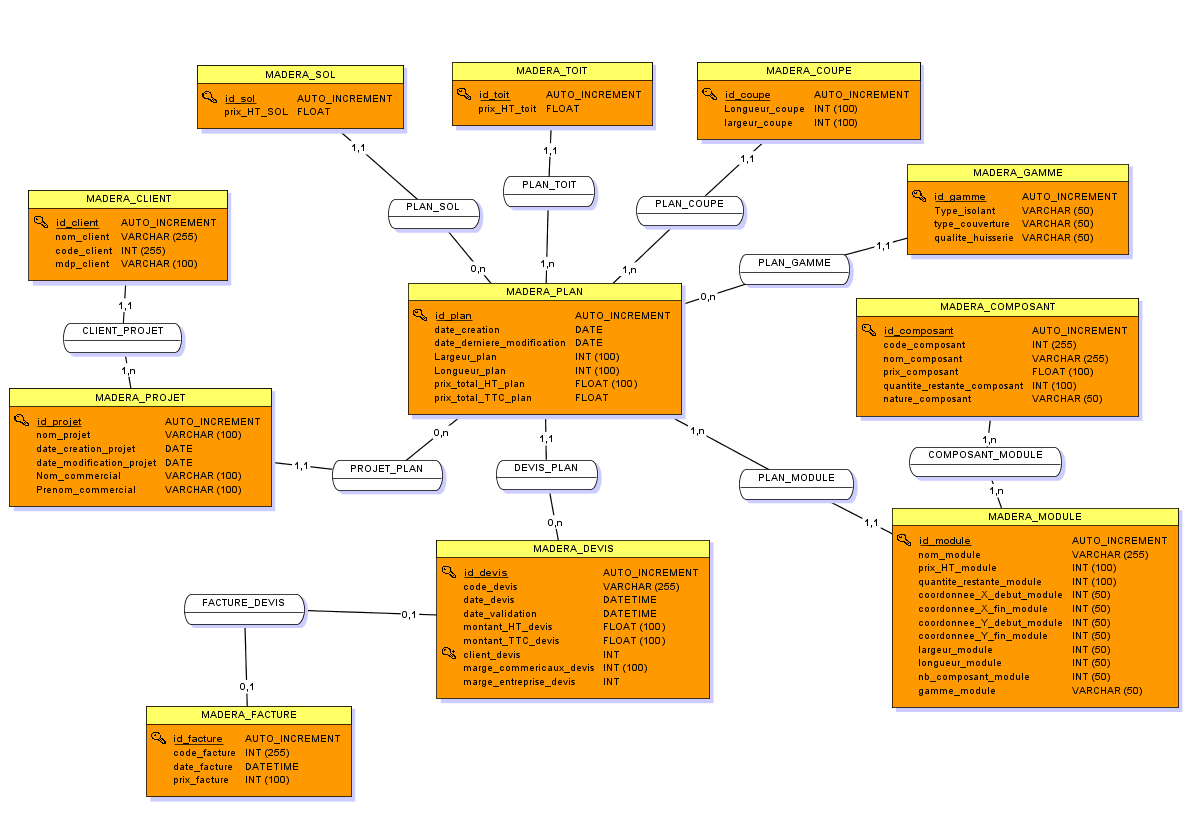 MADERA_SOL
id_sol AUTO_INCREMENT
prix_HT_SOL FLOAT
MADERA_TOIT
id_toit AUTO_INCREMENT
prix_HT_toit FLOAT
MADERA_COUPE
id_coupe AUTO_INCREMENT
Longueur_coupe INT (100)
largeur_coupe INT (100)
1,1
1,1
1,1
PLAN_SOL
PLAN_TOIT
PLAN_COUPE
0,n
1,n
1,n
MADERA_GAMME
id_gamme AUTO_INCREMENT
Type_isolant VARCHAR (50)
type_couverture VARCHAR (50)
qualite_huisserie VARCHAR (50)
1,1
PLAN_GAMME
0,n
MADERA_CLIENT
id_client AUTO_INCREMENT
nom_client VARCHAR (255)
code_client INT (255)
mdp_client VARCHAR (100)
1,1
CLIENT_PROJET
1,n
MADERA_PLAN
id_plan AUTO_INCREMENT
date_creation DATE
date_derniere_modification DATE
Largeur_plan INT (100)
Longueur_plan INT (100)
prix_total_HT_plan FLOAT (100)
prix_total_TTC_plan FLOAT
MADERA_COMPOSANT
id_composant AUTO_INCREMENT
code_composant INT (255)
nom_composant VARCHAR (255)
prix_composant FLOAT (100)
quantite_restante_composant INT (100)
nature_composant VARCHAR (50)
1,n
COMPOSANT_MODULE
1,n
MADERA_PROJET
id_projet AUTO_INCREMENT
nom_projet VARCHAR (100)
date_creation_projet DATE
date_modification_projet DATE
Nom_commercial VARCHAR (100)
Prenom_commercial VARCHAR (100)
1,1
PROJET_PLAN
0,n
1,1
DEVIS_PLAN
0,n
1,n
PLAN_MODULE
1,1
MADERA_MODULE
id_module AUTO_INCREMENT
nom_module VARCHAR (255)
prix_HT_module INT (100)
quantite_restante_module INT (100)
coordonnee_X_debut_module INT (50)
coordonnee_X_fin_module INT (50)
coordonnee_Y_debut_module INT (50)
coordonnee_Y_fin_module INT (50)
largeur_module INT (50)
longueur_module INT (50)
nb_composant_module INT (50)
gamme_module VARCHAR (50)
MADERA_DEVIS
id_devis AUTO_INCREMENT
code_devis VARCHAR (255)
date_devis DATETIME
date_validation DATETIME
montant_HT_devis FLOAT (100)
montant_TTC_devis FLOAT (100)
client_devis INT
marge_commericaux_devis INT (100)
marge_entreprise_devis INT
FACTURE_DEVIS
0,1
0,1
MADERA_FACTURE
id_facture AUTO_INCREMENT
code_facture INT (255)
date_facture DATETIME
prix_facture INT (100)